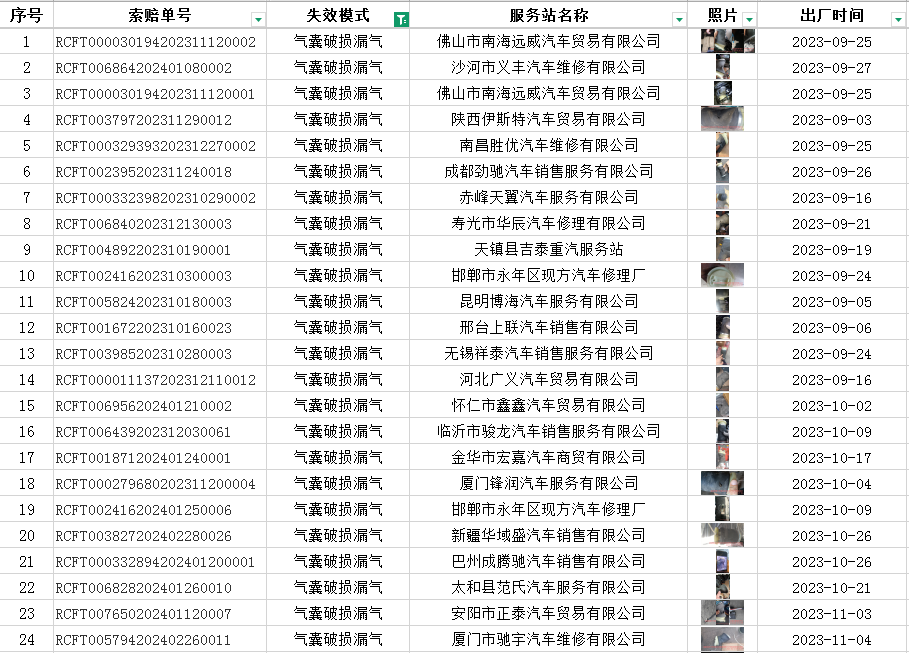 序号 索赔单号 失效模式 服务站名称 照片 出厂时间
1 RCFT000030194202311120002 气囊破损漏气 佛山市南海远威汽车贸易有限公司 2023-09-25
2 RCFT006864202401080002 气囊破损漏气 沙河市义丰汽车维修有限公司 2023-09-27
3 RCFT000030194202311120001 气囊破损漏气 佛山市南海远威汽车贸易有限公司 2023-09-25
4 RCFT003797202311290012 气囊破损漏气 陕西伊斯特汽车贸易有限公司 2023-09-03
5 RCFT000329393202312270002 气囊破损漏气 南昌胜优汽车维修有限公司 2023-09-25
6 RCFT002395202311240018 气囊破损漏气 成都劲驰汽车销售服务有限公司 2023-09-26
7 RCFT000332398202310290002 气囊破损漏气 赤峰天翼汽车服务有限公司 2023-09-16
8 RCFT006840202312130003 气囊破损漏气 寿光市华辰汽车修理有限公司 2023-09-21
9 RCFT004892202310190001 气囊破损漏气 天镇县吉泰重汽服务站 2023-09-19
10 RCFT002416202310300003 气囊破损漏气 邯郸市永年区现方汽车修理厂 2023-09-24
11 RCFT005824202310180003 气囊破损漏气 昆明博海汽车服务有限公司 2023-09-05
12 RCFT001672202310160023 气囊破损漏气 邢台上联汽车销售有限公司 2023-09-06
13 RCFT003985202310280003 气囊破损漏气 无锡祥泰汽车销售服务有限公司 2023-09-24
14 RCFT000011137202312110012 气囊破损漏气 河北广义汽车贸易有限公司 2023-09-16
15 RCFT006956202401210002 气囊破损漏气 怀仁市鑫鑫汽车贸易有限公司 2023-10-02
16 RCFT006439202312030061 气囊破损漏气 临沂市骏龙汽车销售服务有限公司 2023-10-09
17 RCFT001871202401240001 气囊破损漏气 金华市宏嘉汽车商贸有限公司 2023-10-17
18 RCFT000279680202311200004 气囊破损漏气 厦门锋润汽车服务有限公司 2023-10-04
19 RCFT002416202401250006 气囊破损漏气 邯郸市永年区现方汽车修理厂 2023-10-09
20 RCFT003827202402280026 气囊破损漏气 新疆华域盛汽车销售有限公司 2023-10-26
21 RCFT000332894202401200001 气囊破损漏气 巴州成腾驰汽车销售有限公司 2023-10-26
22 RCFT006828202401260010 气囊破损漏气 太和县范氏汽车服务有限公司 2023-10-21
23 RCFT007650202401120007 气囊破损漏气 安阳市正泰汽车贸易有限公司 2023-11-03
24 RCFT005794202402260011 气囊破损漏气 厦门市驰宇汽车维修有限公司 2023-11-04